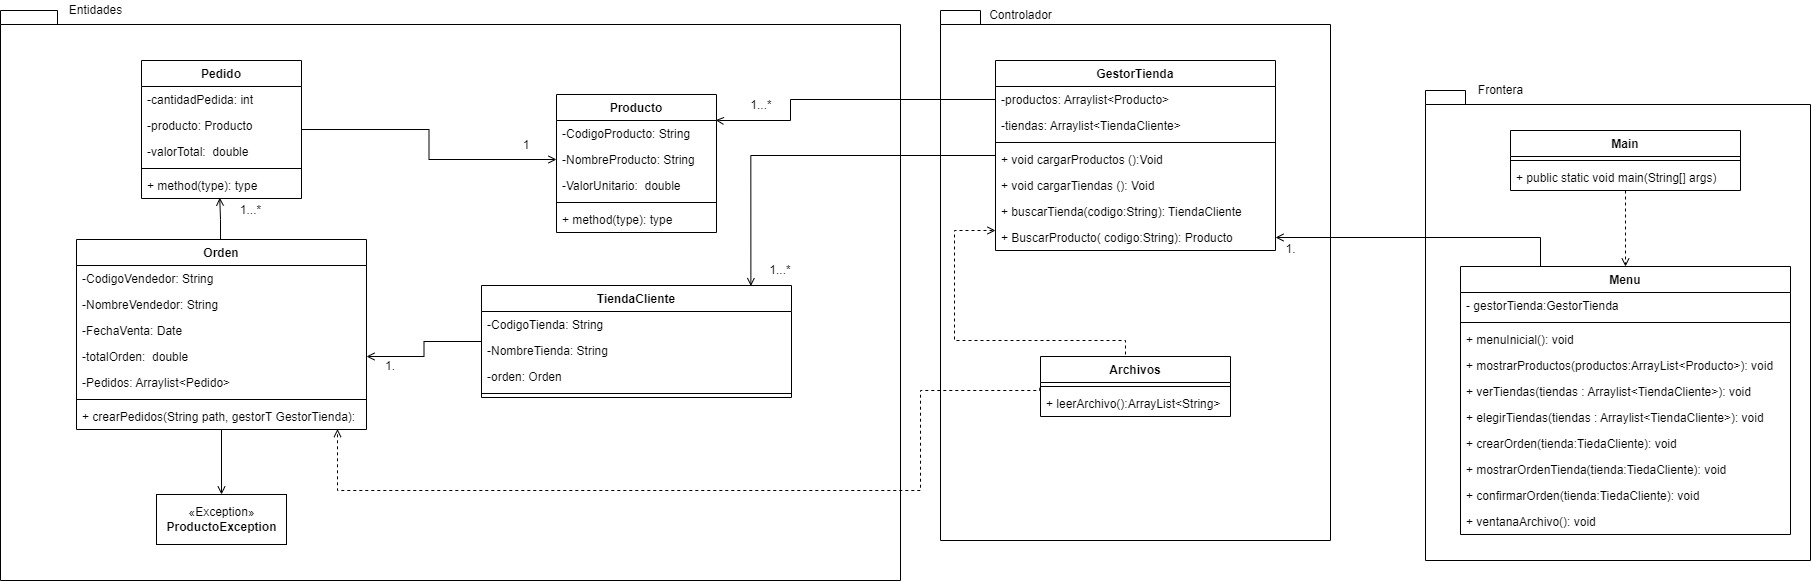 Entidades
Pedido
-cantidadPedida: int
-producto: Producto
-valorTotal:  double
+ method(type): type
1
1...*
Producto
-CodigoProducto: String
-NombreProducto: String
-ValorUnitario:  double
+ method(type): type
1...*
Orden
-CodigoVendedor: String
-NombreVendedor: String
-FechaVenta: Date
-totalOrden:  double
-Pedidos: Arraylist<Pedido>
+ crearPedidos(String path, gestorT GestorTienda):
1.
TiendaCliente
-CodigoTienda: String
-NombreTienda: String
-orden: Orden
1...*
«Exception»
ProductoException
Controlador
GestorTienda
-productos: Arraylist<Producto>
-tiendas: Arraylist<TiendaCliente>
+ void cargarProductos ():Void
+ void cargarTiendas (): Void
+ buscarTienda(codigo:String): TiendaCliente
+ BuscarProducto( codigo:String): Producto
1.
Archivos
+ leerArchivo():ArrayList<String>
Frontera
Main
+ public static void main(String[] args)
Menu
- gestorTienda:GestorTienda
+ menuInicial(): void
+ mostrarProductos(productos:ArrayList<Producto>): void
+ verTiendas(tiendas : Arraylist<TiendaCliente>): void
+ elegirTiendas(tiendas : Arraylist<TiendaCliente>): void
+ crearOrden(tienda:TiedaCliente): void
+ mostrarOrdenTienda(tienda:TiedaCliente): void
+ confirmarOrden(tienda:TiedaCliente): void
+ ventanaArchivo(): void